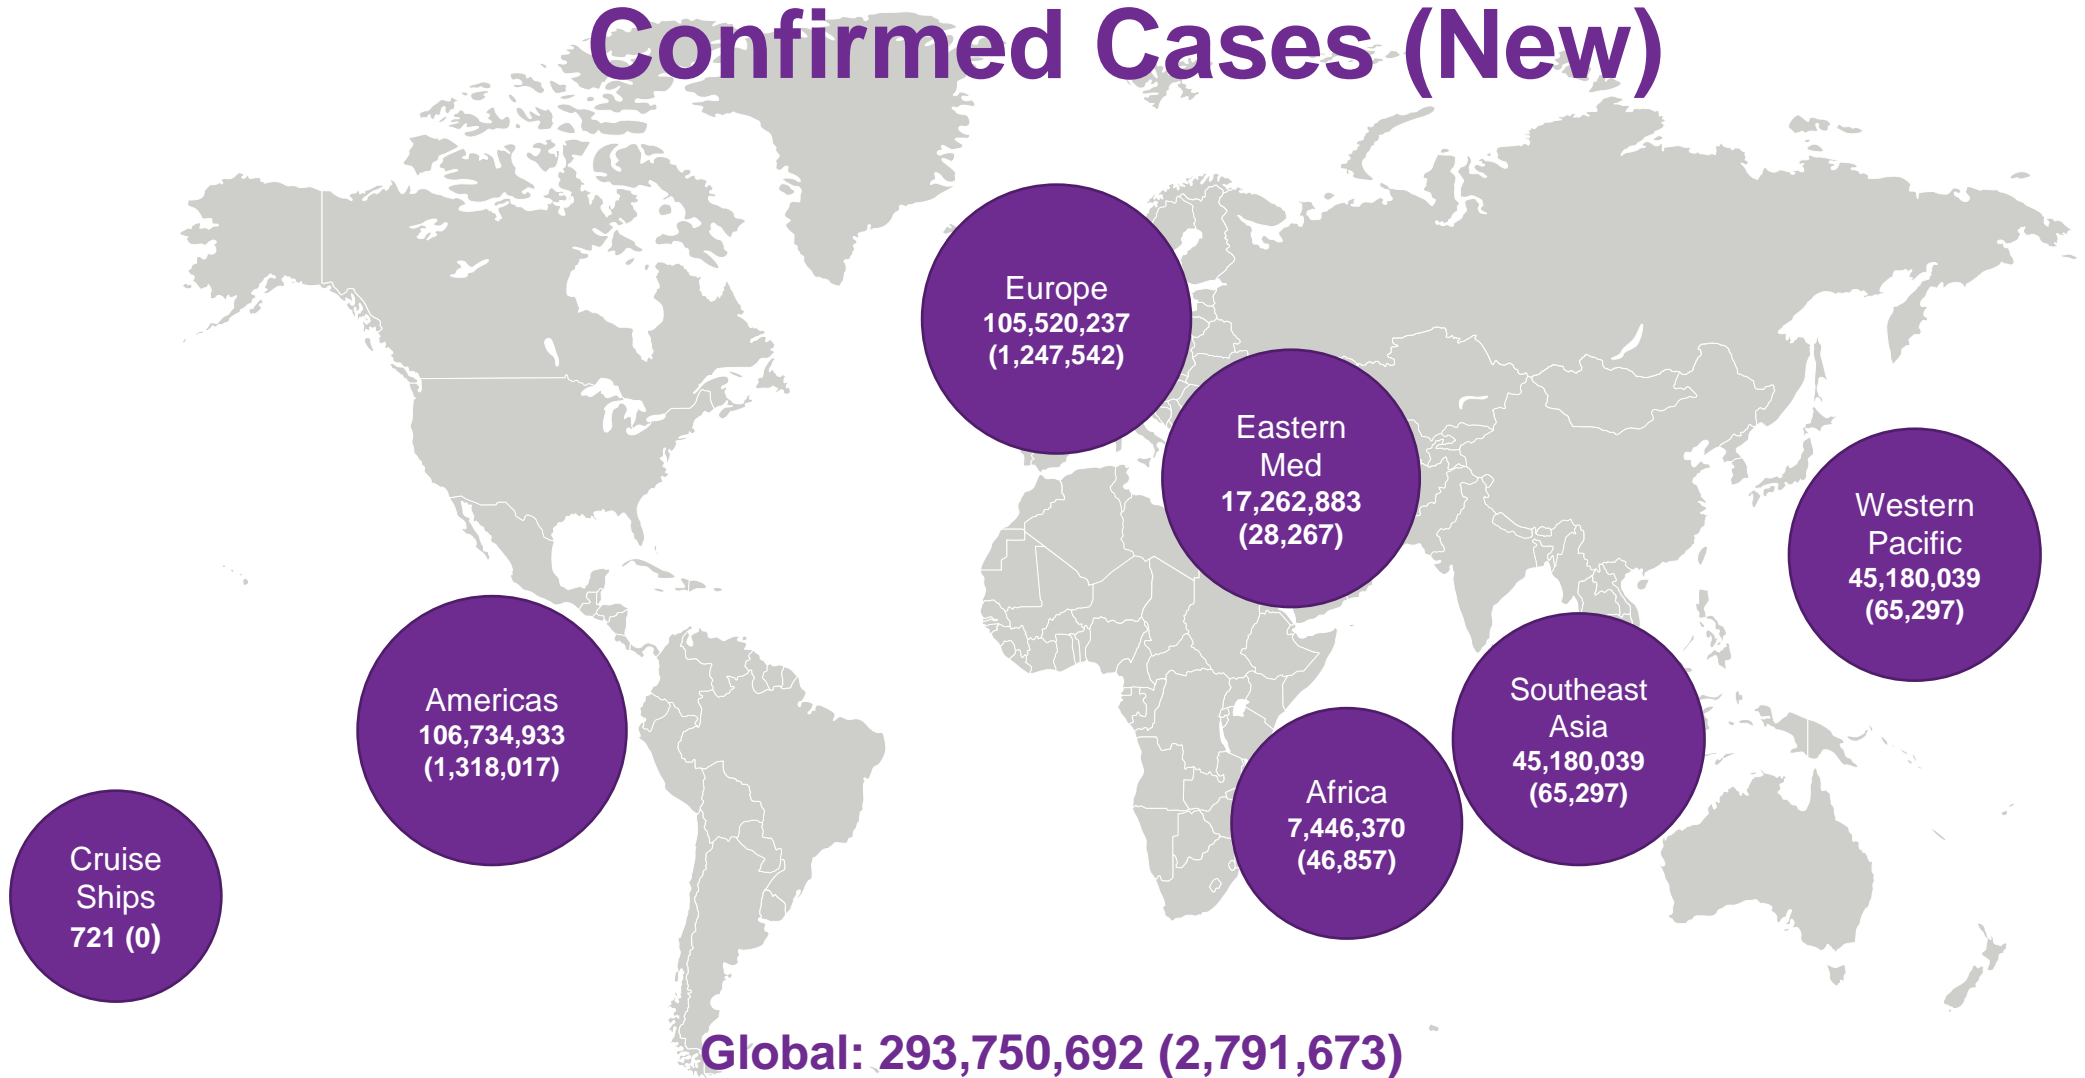 Confirmed Cases (New)
Europe
105,520,237
(1,247,542)
Eastern
Med
17,262,883
(28,267)
Western
Pacific
45,180,039
(65,297)
Americas
106,734,933
(1,318,017)
Southeast
Asia
45,180,039
(65,297)
Africa
7,446,370
(46,857)
Cruise
Ships
721 (0)
Global: 293,750,692 (2,791,673)